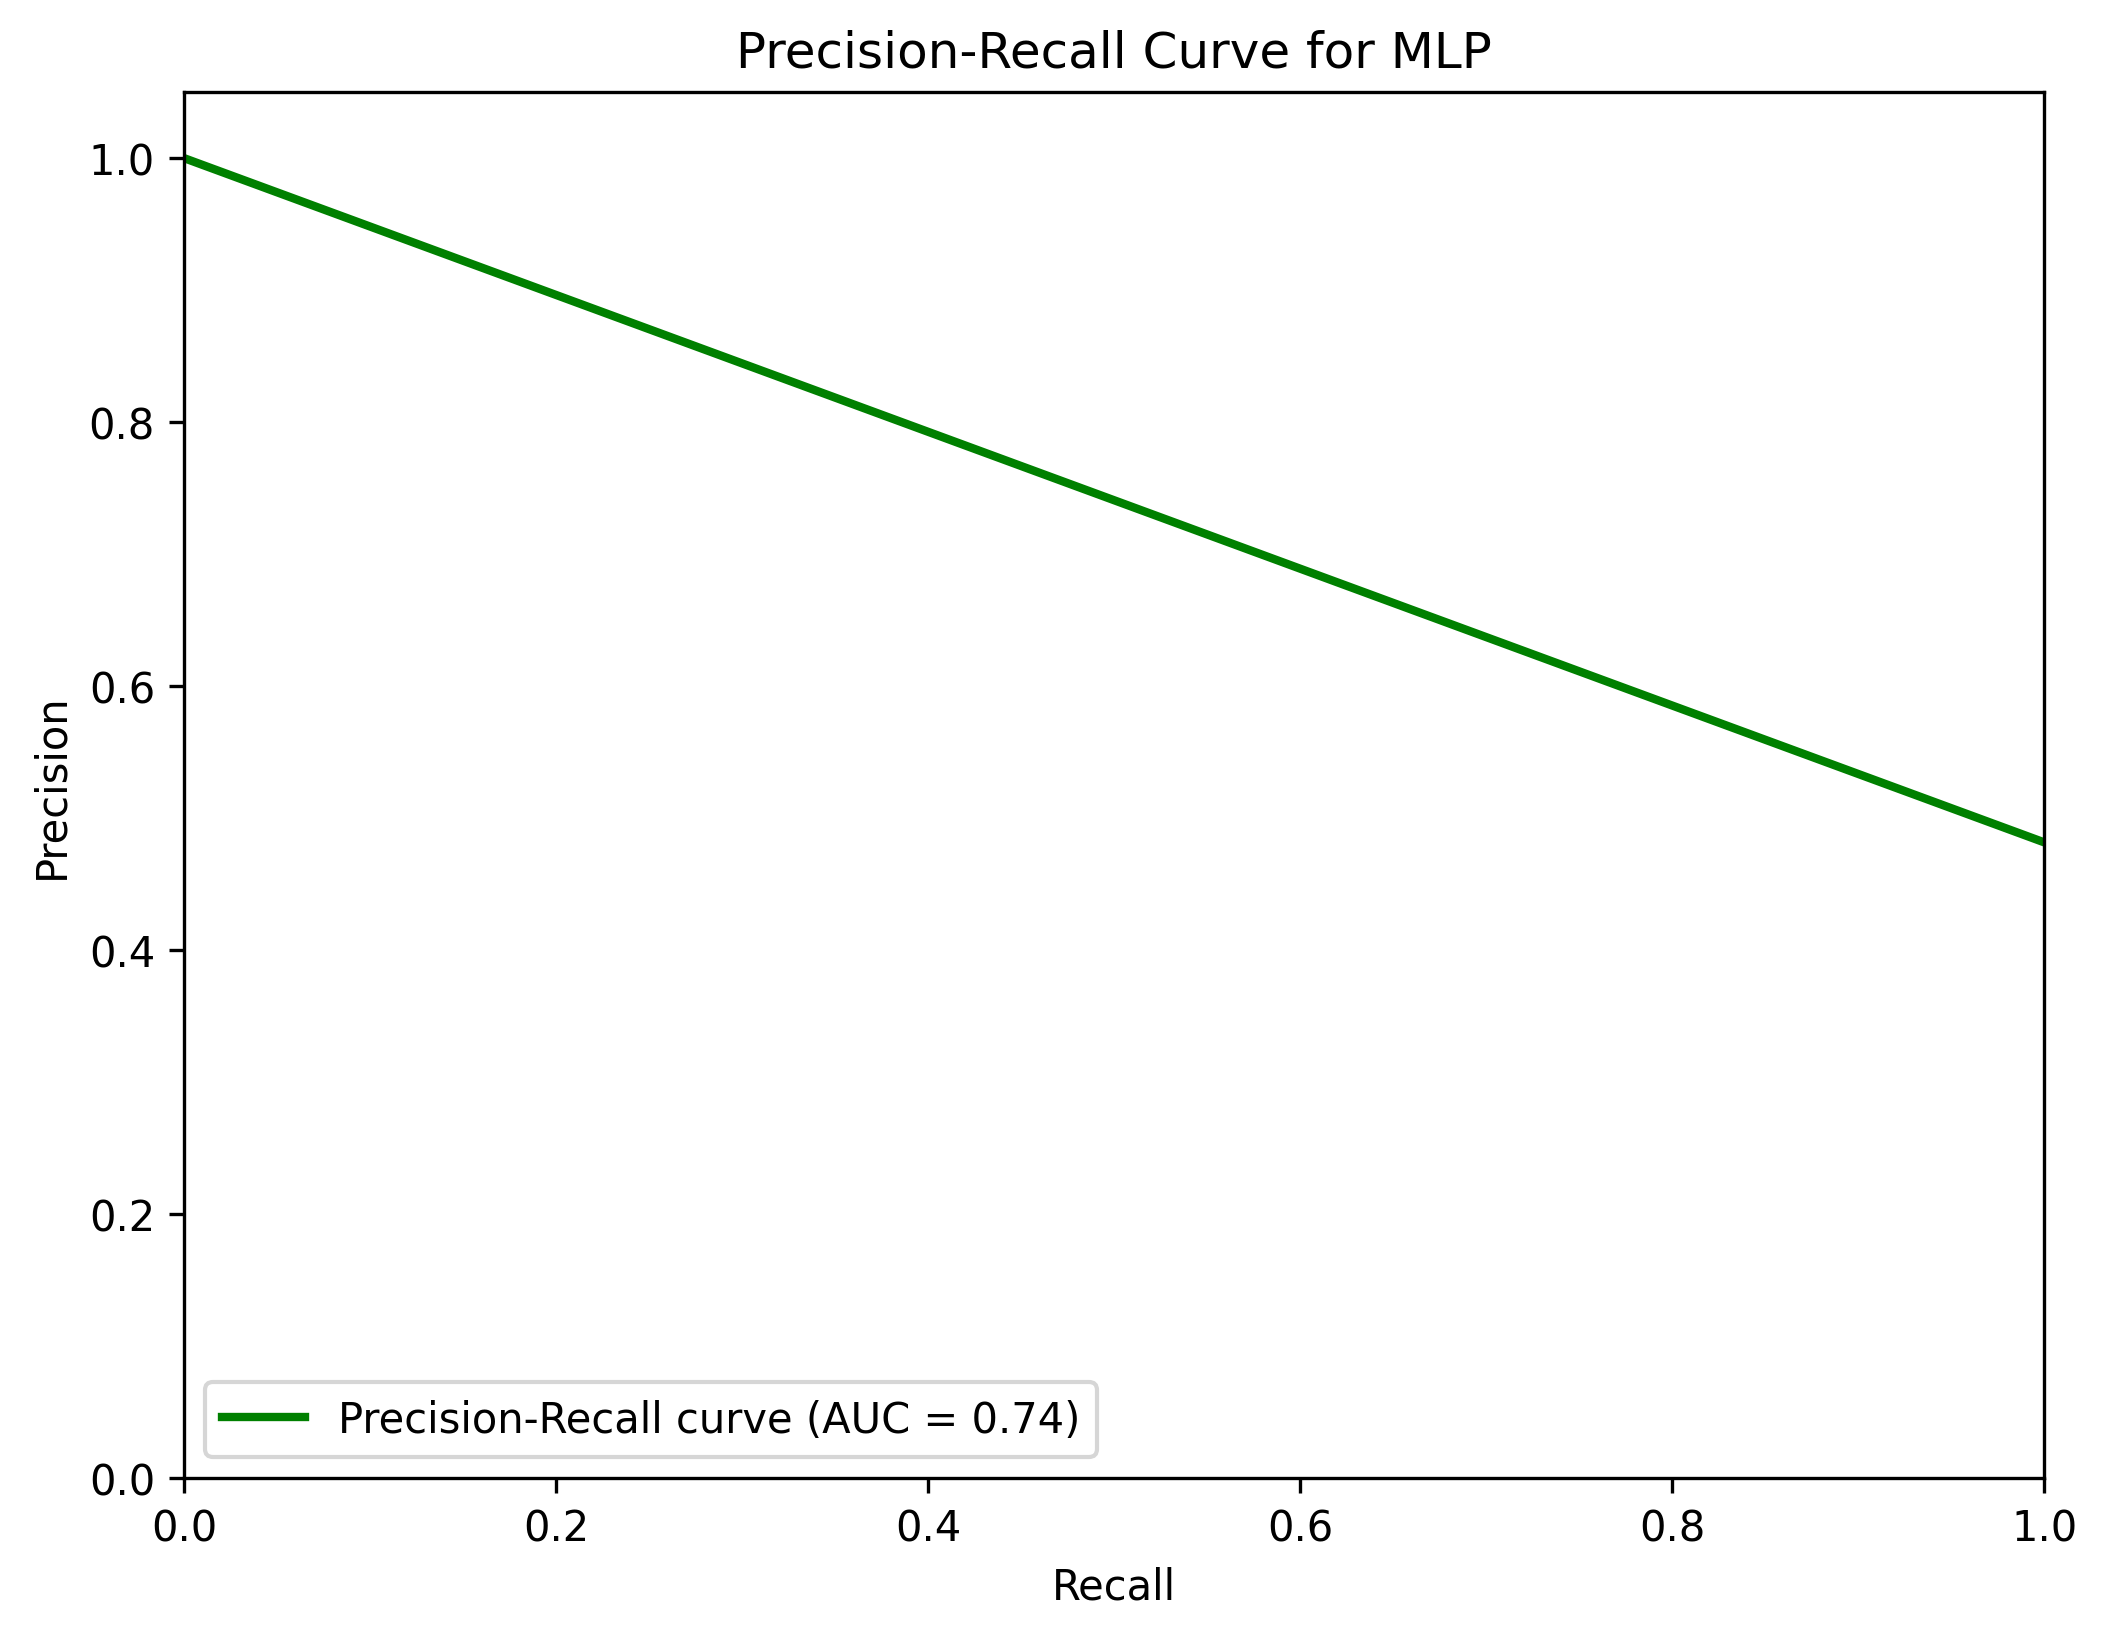 Precision-Recall Curve for MLP
1.0
0.8
0.6
0.4
0.2
0.0
Precision
Precision-Recall curve (AUC = 0.74)
0.0 0.2 0.4 0.6 0.8 1.0
Recall